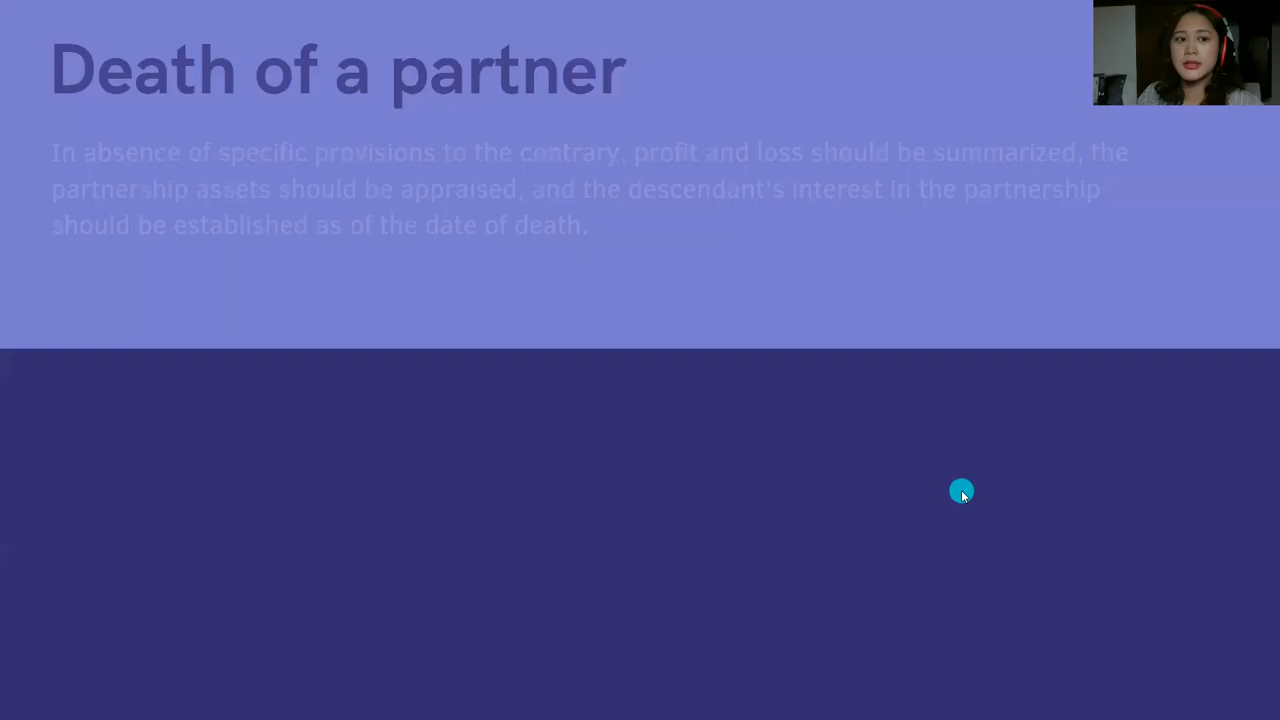 Death of a partner
In absence of specific provisions to the contrary, profit and loss should be summarized, the
partnership assets should be appraised, and the descendant's interest in the partnership
should be established as of the date of death.